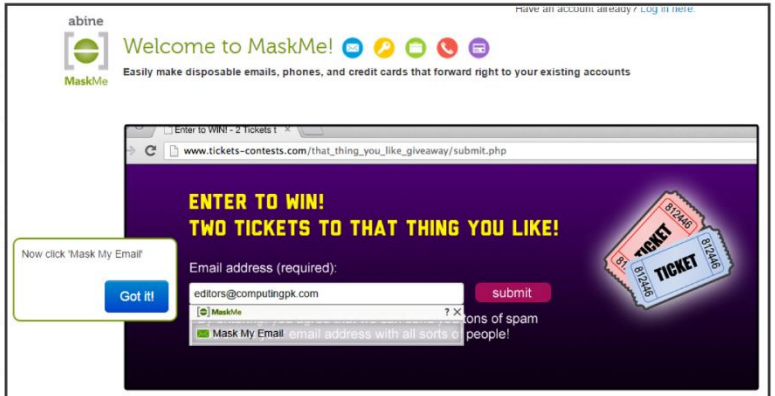 Have an account already? Log in here.
abine
MaskMe
Welcome to MaskMe!
Easily make disposable emails, phones, and credit cards that forward right to your existing accounts
Enter to WIN! - 2 Tickets t ×
www.tickets-contests.com/that_thing_you_like_giveaway/submit.php
ENTER TO WIN!
TWO TICKETS TO THAT THING YOU LIKE!
Now click 'Mask My Email'
Got it!
Email address (required):
editors@computingpk.com
submit
MaskMe ? X
tons of spam
Mask My Email
email address with all sorts of people!
812446
TICKET
812446
TICKET
812446